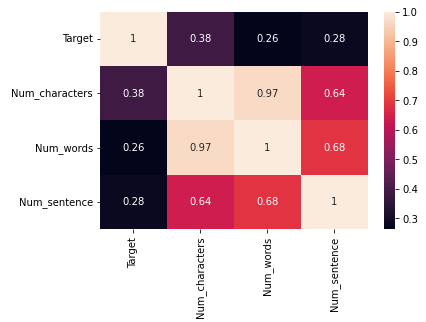 Target 1 0.38 0.26 0.28
Num_characters 0.38 1 0.97 0.64
Num_words 0.26 0.97 1 0.68
Num_sentence 0.28 0.64 0.68 1
Target
Num_characters
Num_words
Num_sentence
1.0
0.9
0.8
0.7
0.6
0.5
0.4
0.3